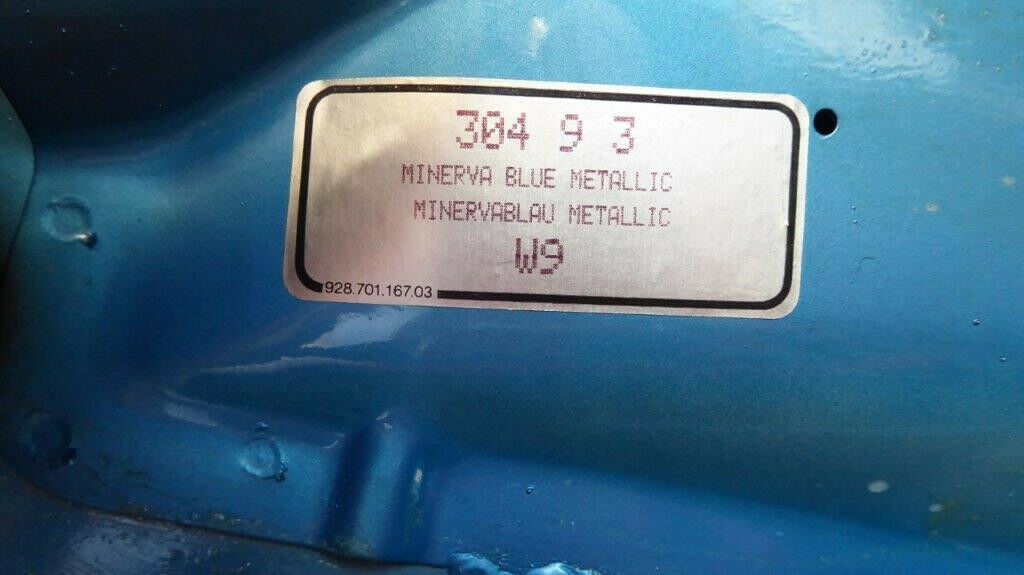 304 9 3
MINERVA BLUE METALLIC
MINERVABLAU METALLIC
W9
928.701.167.03